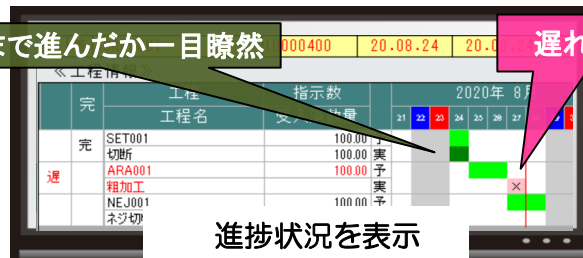 で進んだか一目瞭然
0000400 20.08.24 20.0
遅れ
≪工程情報≫
完 工程 指示数 2020年 8月
工程名
21 22 23 24 25 26 27
完 SET001 100.00 予
切断 100.00 実
遅 ARA001 100.00 予
粗加工 実 ×
NEJ001 100.00 予
ネジ切
進捗状況を表示